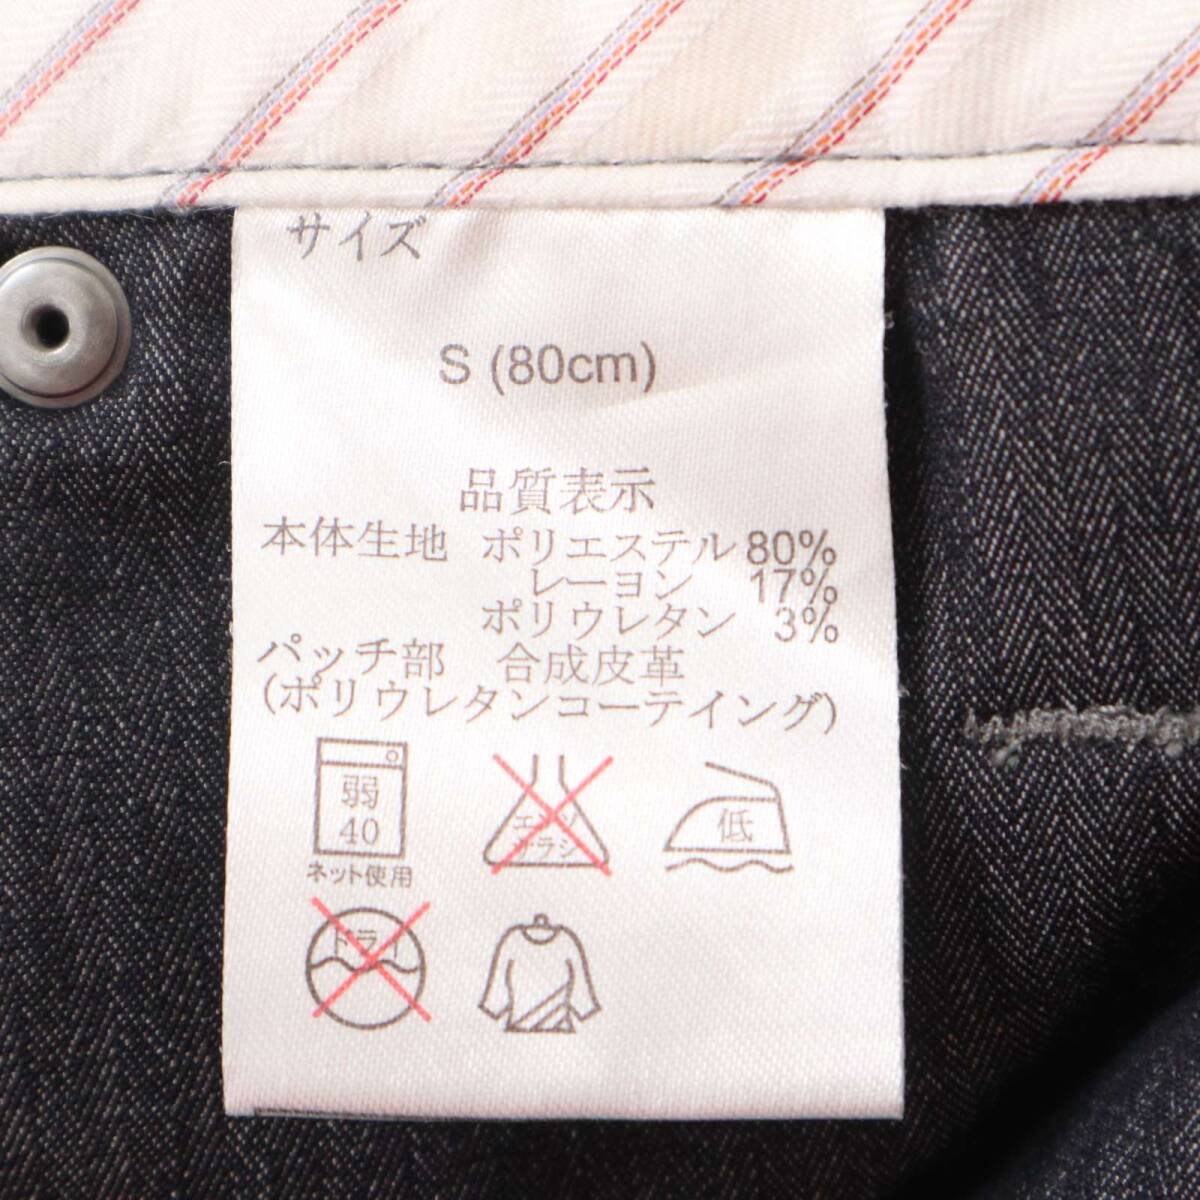 サイズ
S (80cm)
品質表示
本体生地 ポリエステル 80%
レーヨン 17%
ポリウレタン 3%
パッチ部 合成皮革
(ポリウレタンコーテイング)
弱
40
ネット使用
エンソ
サラシ
低
ドライ